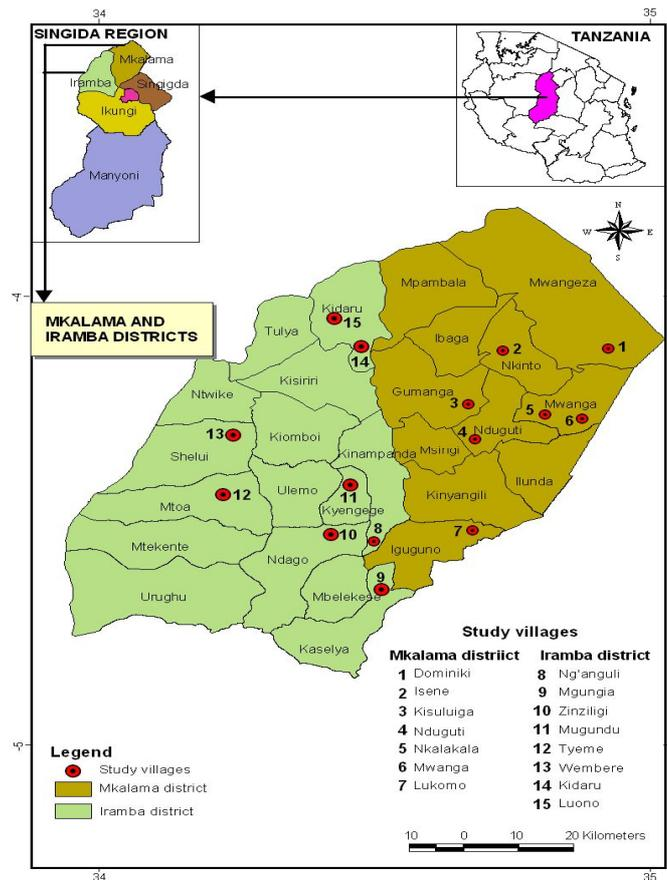 34
35
SINGIDA REGION
Mkalama
Iramba
Singigda
Ikungi
Manyoni
TANZANIA
N
W E
S
-4
MKALAMA AND
IRAMBA DISTRICTS
Mpambala
Mwangeza
Kidaru
15
Tulya
14
Ibaga
2
1
Nkinto
Kisiriri
Ntwike
Gumanga
3
5
Mwanga
6
13
Kiomboi
4
Nduguti
Shelui
Kinampanda
Msirigi
Ilunda
Ulemo
11
Kinyangili
12
Mtoa
Kyengege
10
8
7
Mtekente
Iguguno
Ndago
9
Urughu
Mbelekese
Kaselya
Study villages
Mkalama distriict
1 Dominiki
2 Isene
3 Kisuluiga
4 Nduguti
5 Nkalakala
6 Mwanga
7 Lukomo
Iramba district
8 Ng'anguli
9 Mgungia
10 Zinziligi
11 Mugundu
12 Tyeme
13 Wembere
14 Kidaru
15 Luono
-5
Legend
Study villages
Mkalama district
Iramba district
10 0 10 20 Kilometers
34
35